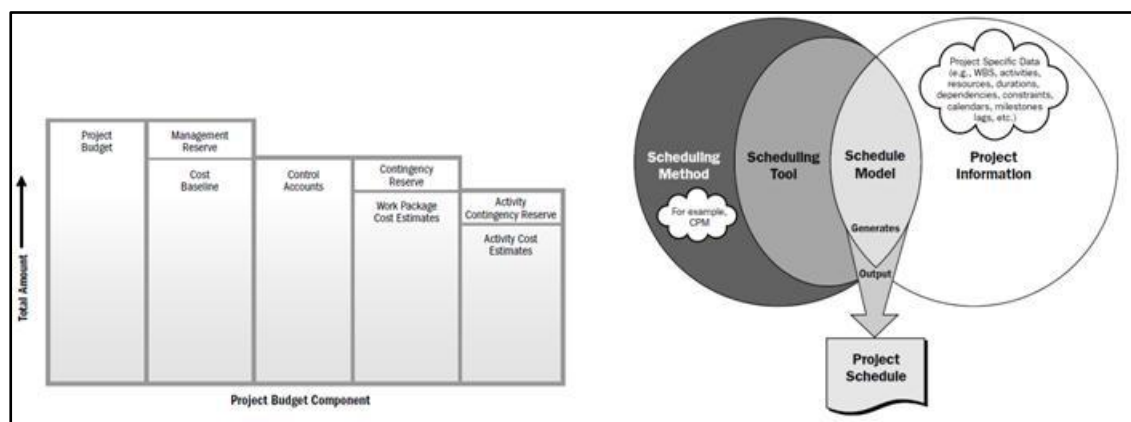 Project
Budget
Management
Reserve
Cost
Baseline
Control
Accounts
Contingency
Reserve
Work Package
Cost Estimates
Activity
Contingency Reserve
Activity Cost
Estimates
Total Amount
Project Budget Component
Scheduling
Method
For example,
CPM
Scheduling
Tool
Schedule
Model
Generates
Output
Project Specific Data
(e.g., WBS, activities,
resources, durations,
dependencies, constraints,
calendars, milestones
lags, etc.)
Project
Information
Project
Schedule